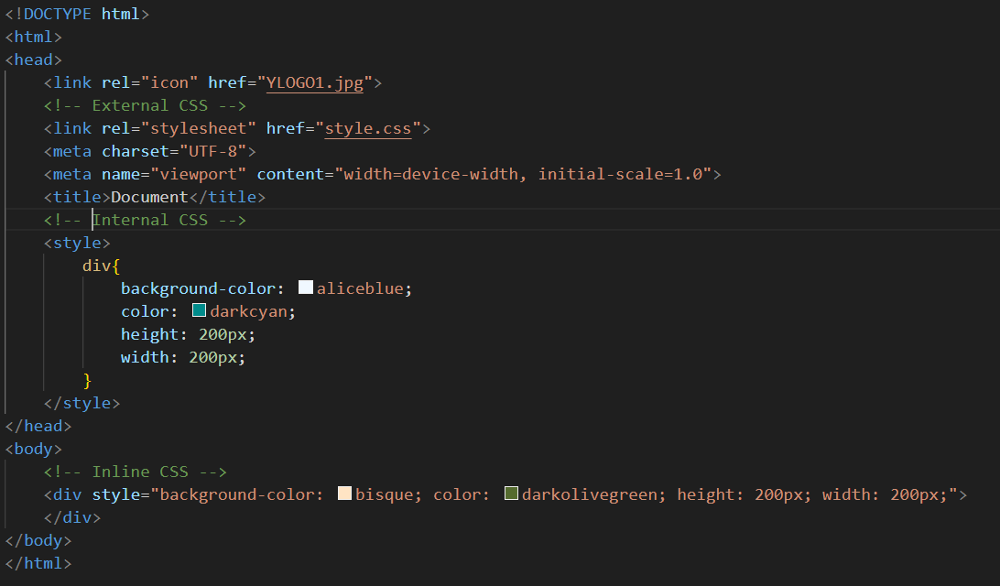 <!DOCTYPE html>
<html>
<head>
    <link rel="icon" href="YLOGO1.jpg">
    <!-- External CSS -->
    <link rel="stylesheet" href="style.css">
    <meta charset="UTF-8">
    <meta name="viewport" content="width=device-width, initial-scale=1.0">
    <title>Document</title>
    <!-- Internal CSS -->
    <style>
        div{
            background-color: aliceblue;
            color: darkcyan;
            height: 200px;
            width: 200px;
        }
    </style>
</head>
<body>
    <!-- Inline CSS -->
    <div style="background-color: bisque; color: darkolivegreen; height: 200px; width: 200px;">
    </div>
</body>
</html>